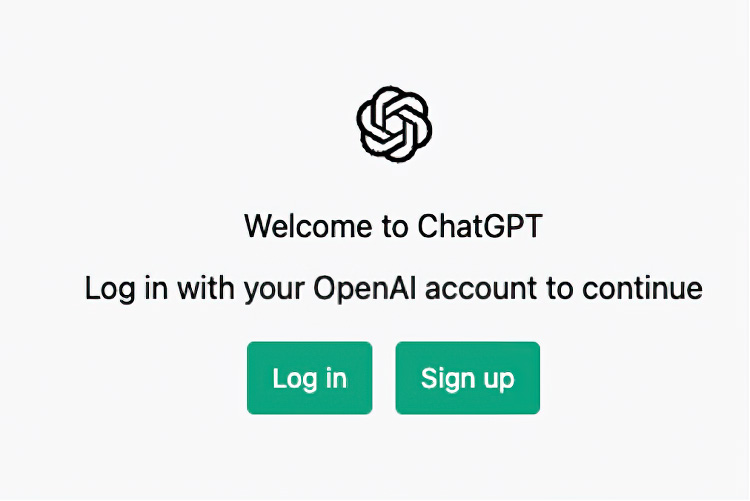 Welcome to ChatGPT
Log in with your OpenAI account to continue
Log in Sign up